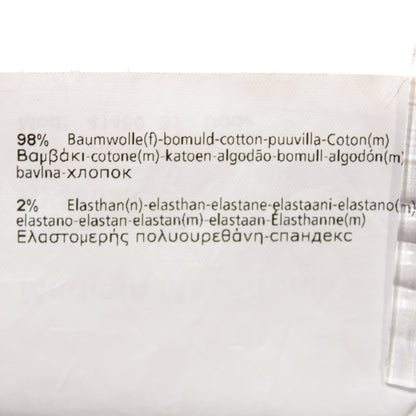 98% Baumwolle(f)-bomuld-cotton-puuvilla-Coton(m)
Βαμβάκι-cotone(m)-katoen-algodão-bomull-algodón(m)
bavlna-хлопок
2% Elasthan(n)-elasthan-elastane-elastaani-elastano(m)
elastano-elastan-elastan(m)-elastaan-Élasthanne(m)
Ελαστομερής πολυουρεθάνη-спандекс